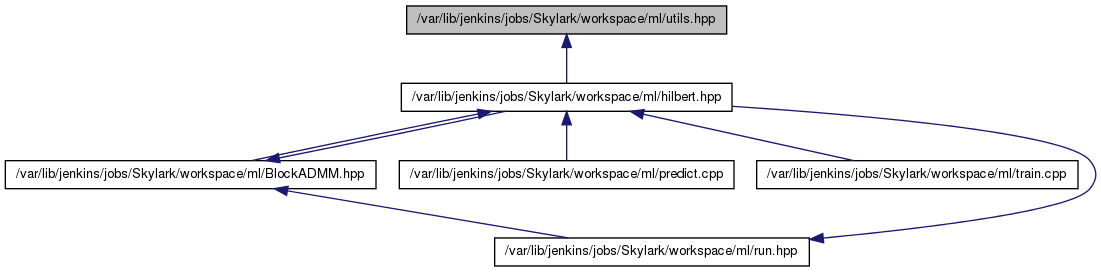 /var/lib/jenkins/jobs/Skylark/workspace/ml/utils.hpp
/var/lib/jenkins/jobs/Skylark/workspace/ml/hilbert.hpp
/var/lib/jenkins/jobs/Skylark/workspace/ml/BlockADMM.hpp
/var/lib/jenkins/jobs/Skylark/workspace/ml/predict.cpp
/var/lib/jenkins/jobs/Skylark/workspace/ml/train.cpp
/var/lib/jenkins/jobs/Skylark/workspace/ml/run.hpp